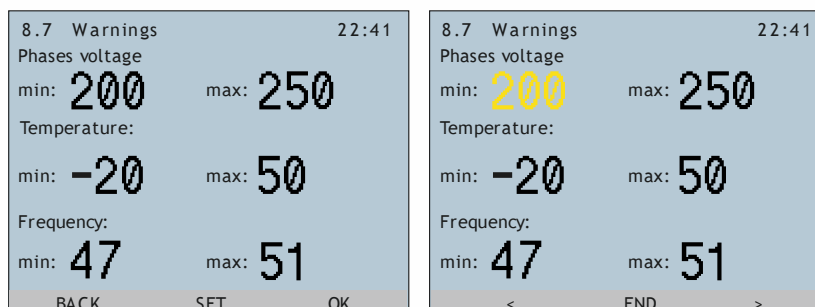 8.7 Warnings 22:41
Phases voltage
min: 200 max: 250
Temperature:
min: -20 max: 50
Frequency:
min: 47 max: 51
BACK SET OK
8.7 Warnings 22:41
Phases voltage
min: 200 max: 250
Temperature:
min: -20 max: 50
Frequency:
min: 47 max: 51
< END >